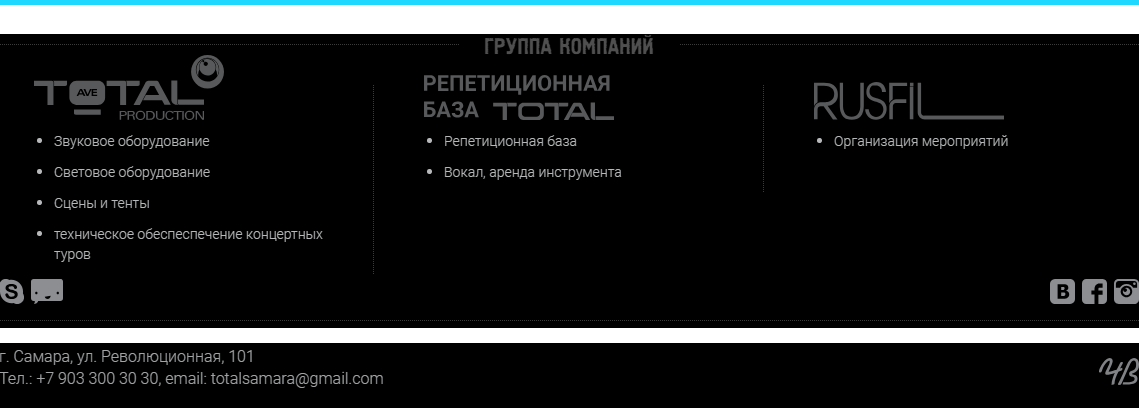 ГРУППА КОМПАНИЙ
TOTAL
AVE
PRODUCTION
Звуковое оборудование
Световое оборудование
Сцены и тенты
техническое обеспеспечение концертных
туров
РЕПЕТИЦИОННАЯ
БАЗА TOTAL
Репетиционная база
Вокал, аренда инструмента
RUSFIL
Организация мероприятий
г. Самара, ул. Революционная, 101
Тел.: +7 903 300 30 30, email: totalsamara@gmail.com
ЧВ